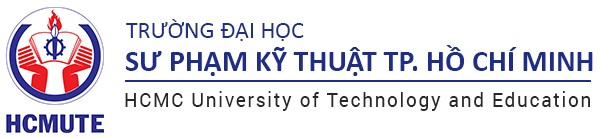 HCMUTE
TRƯỜNG ĐẠI HỌC
SƯ PHẠM KỸ THUẬT TP. HỒ CHÍ MINH
HCMC University of Technology and Education